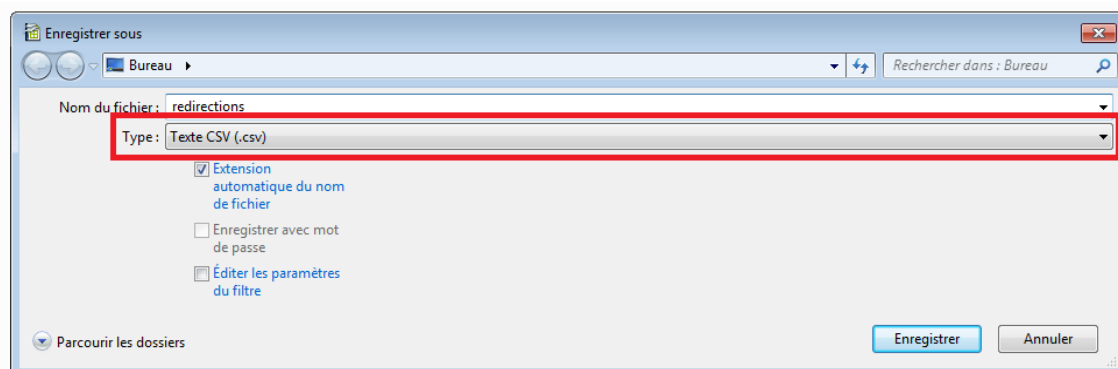 Enregistrer sous
Bureau
Rechercher dans : Bureau
Nom du fichier : redirections
Type : Texte CSV (.csv)
Extension
automatique du nom
de fichier
Enregistrer avec mot
de passe
Éditer les paramètres
du filtre
Parcourir les dossiers
Enregistrer
Annuler